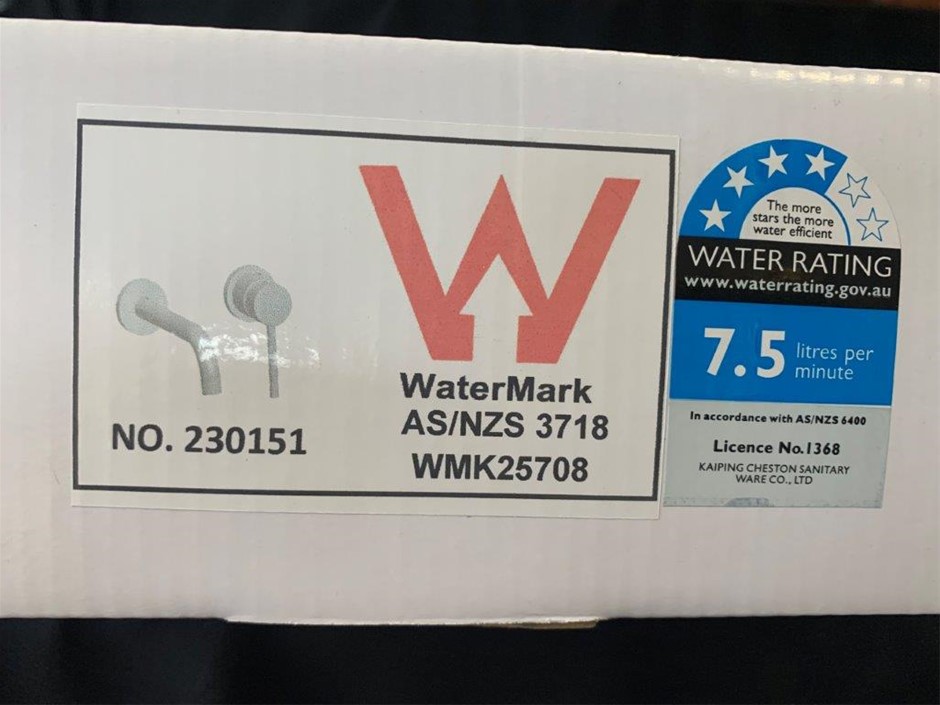 NO. 230151
WaterMark
AS/NZS 3718
WMK25708
The more
stars the more
water efficient
WATER RATING
www.waterrating.gov.au
7.5 litres per
minute
In accordance with AS/NZS 6400
Licence No.1368
KAIPING CHESTON SANITARY
WARE CO., LTD